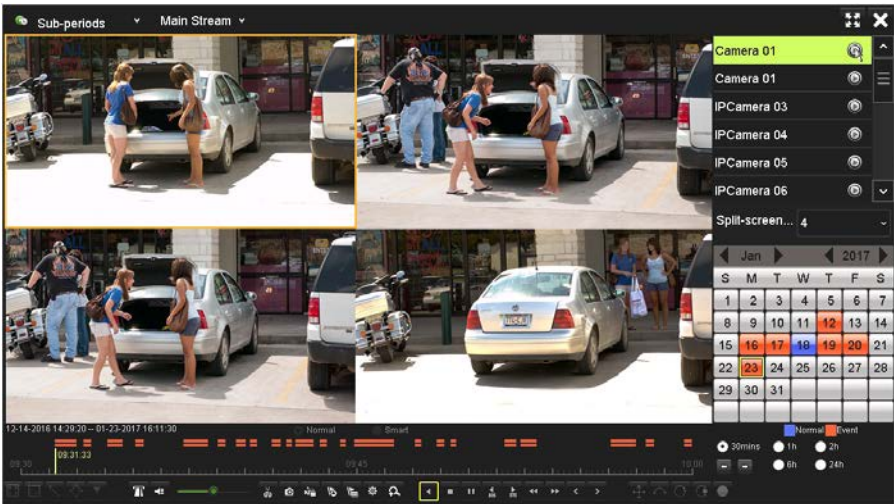 Sub-periods Main Stream
Camera 01
Camera 01
IPCamera 03
IPCamera 04
IPCamera 05
IPCamera 06
Split-screen... 4
Jan 2017
S M T W T F S
1 2 3 4 5 6 7
8 9 10 11 12 13 14
15 16 17 18 19 20 21
22 23 24 25 26 27 28
29 30 31
12-14-2016 14:29:20 -- 01-23-2017 16:11:30 Normal Smart
Normal Event
09:31:33
30mins 1h 2h
09:30 09:45 10:00
6h 24h